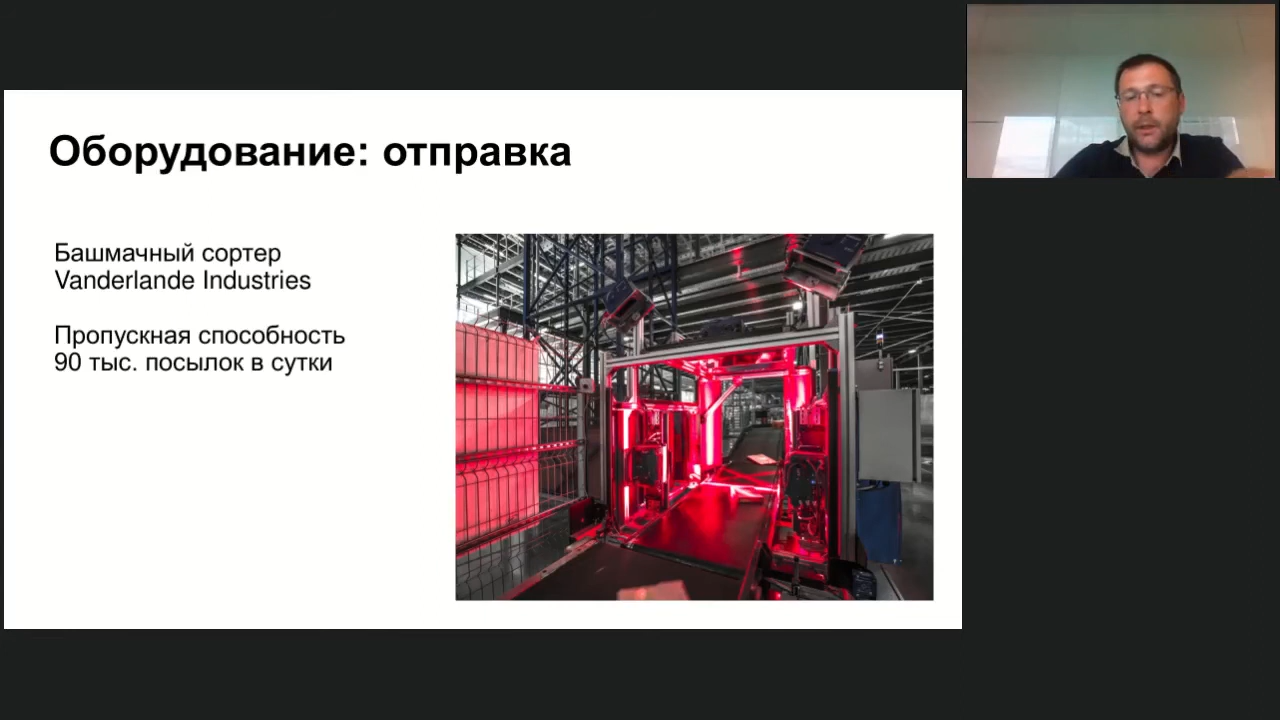 Оборудование: отправка
Башмачный сортер
Vanderlande Industries
Пропускная способность
90 тыс. посылок в сутки